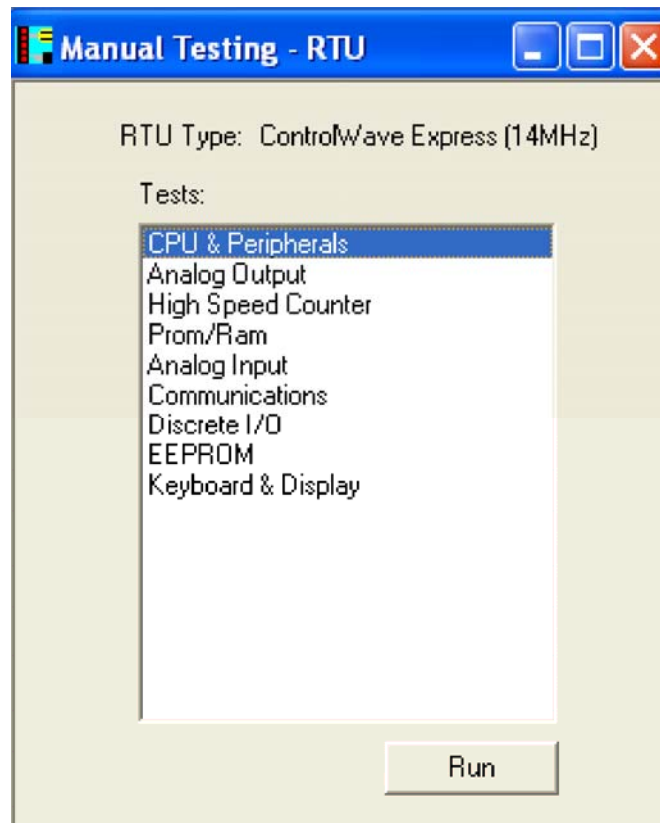 Manual Testing - RTU
RTU Type: ControlWave Express (14MHz)
Tests:
CPU & Peripherals
Analog Output
High Speed Counter
Prom/Ram
Analog Input
Communications
Discrete I/O
EEPROM
Keyboard & Display
Run